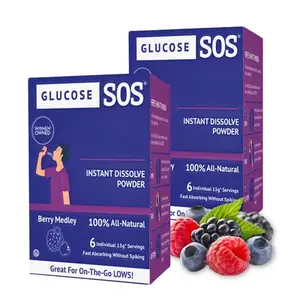 GLUCOSE SOS®
WOMEN
OWNED
INSTANT DISSOLVE
POWDER
Berry Medley
100% All-Natural
6 Individual 15g* Servings
Fast Absorbing Without Spiking
Great For On-The-Go LOWS!
GLUCOSE SOS®
INSTANT DISSOLVE
POWDER
100% All-Natural
6 Individual 15g* Servings
Fast Absorbing Without Spiking